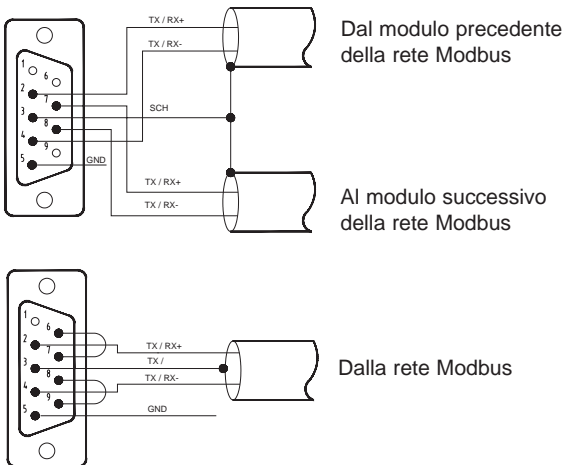 TX / RX+
TX / RX-
Dal modulo precedente
della rete Modbus
1
6
2
7
3
8
4
9
5
SCH
GND
TX / RX+
TX / RX-
Al modulo successivo
della rete Modbus
1
6
2
7
3
8
4
9
5
TX / RX+
TX /
TX / RX-
GND
Dalla rete Modbus